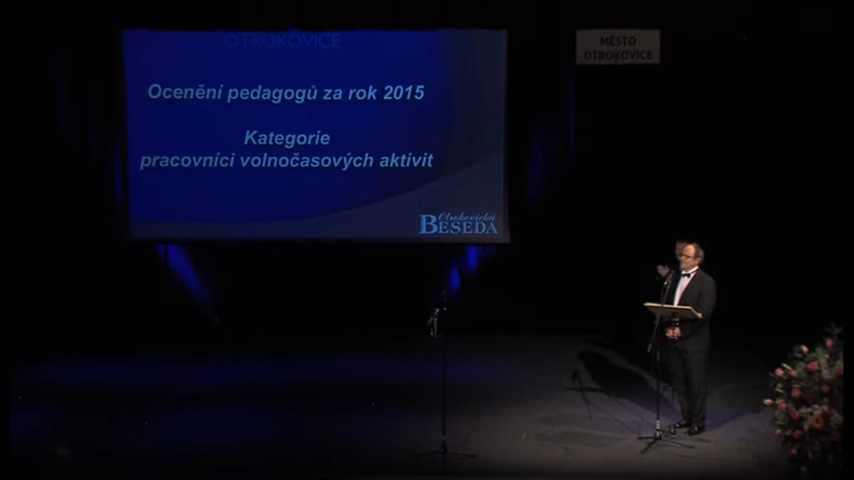 OTROKOVICE
MĚSTO
OTROKOVICE
Ocenění pedagogů za rok 2015
Kategorie
pracovníci volnočasových aktivit
Otrokovická
BESEDA